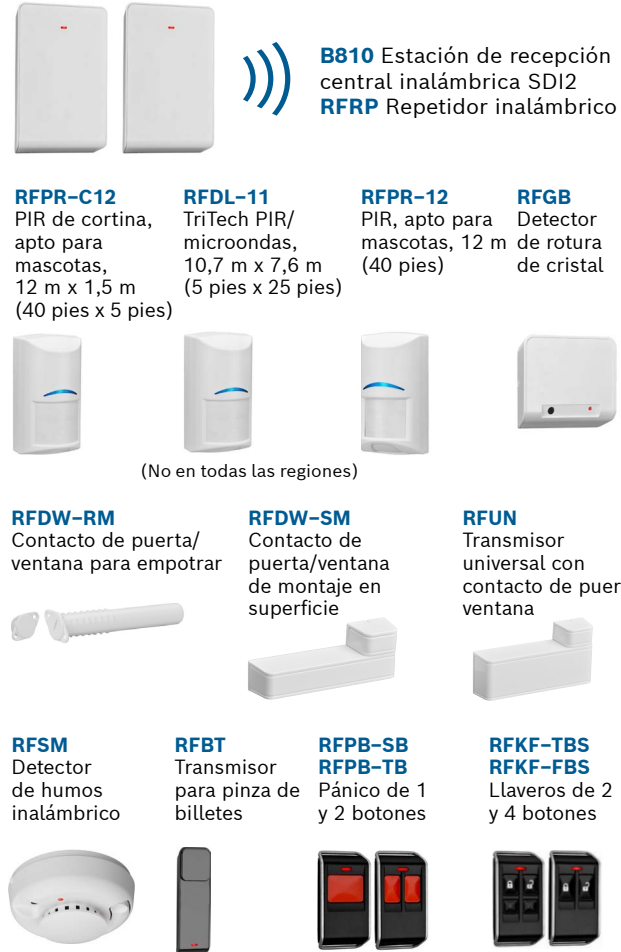 B810 Estación de recepción
central inalámbrica SDI2
RFRP Repetidor inalámbrico
RFPR-C12
PIR de cortina,
apto para
mascotas,
12 m x 1,5 m
(40 pies x 5 pies)
RFDL-11
TriTech PIR/
microondas,
10,7 m x 7,6 m
(5 pies x 25 pies)
RFPR-12
PIR, apto para
mascotas, 12 m
(40 pies)
RFGB
Detector
de rotura
de cristal
(No en todas las regiones)
RFDW-RM
Contacto de puerta/
ventana para empotrar
RFDW-SM
Contacto de
puerta/ventana
de montaje en
superficie
RFUN
Transmisor
universal con
contacto de puer
ventana
RFSM
Detector
de humos
inalámbrico
RFBT
Transmisor
para pinza de
billetes
RFPB-SB
RFPB-TB
Pánico de 1
y 2 botones
RFKF-TBS
RFKF-FBS
Llaveros de 2
y 4 botones